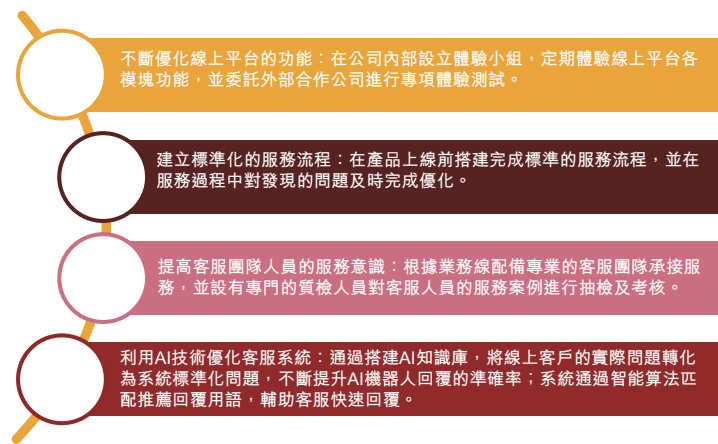 不斷優化線上平台的功能：在公司內部設立體驗小組，定期體驗線上平台各
模塊功能，並委託外部合作公司進行專項體驗測試。
建立標準化的服務流程：在產品上線前搭建完成標準的服務流程，並在
服務過程中對發現的問題及時完成優化。
提高客服團隊人員的服務意識：根據業務線配備專業的客服團隊承接服
務，並設有專門的質檢人員對客服人員的服務案例進行抽檢及考核。
利用AI技術優化客服系統：通過搭建AI知識庫，將線上客戶的實際問題轉化
為系統標準化問題，不斷提升AI機器人回覆的準確率；系統通過智能算法匹
配推薦回覆用語，輔助客服快速回覆。